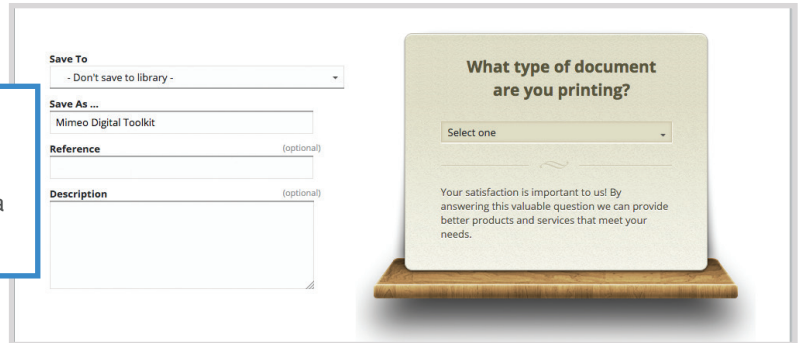 Save To
- Don't save to library -
Save As ...
Mimeo Digital Toolkit
Reference (optional)
Description (optional)
a
What type of document
are you printing?
Select one
Your satisfaction is important to us! By
answering this valuable question we can provide
better products and services that meet your
needs.